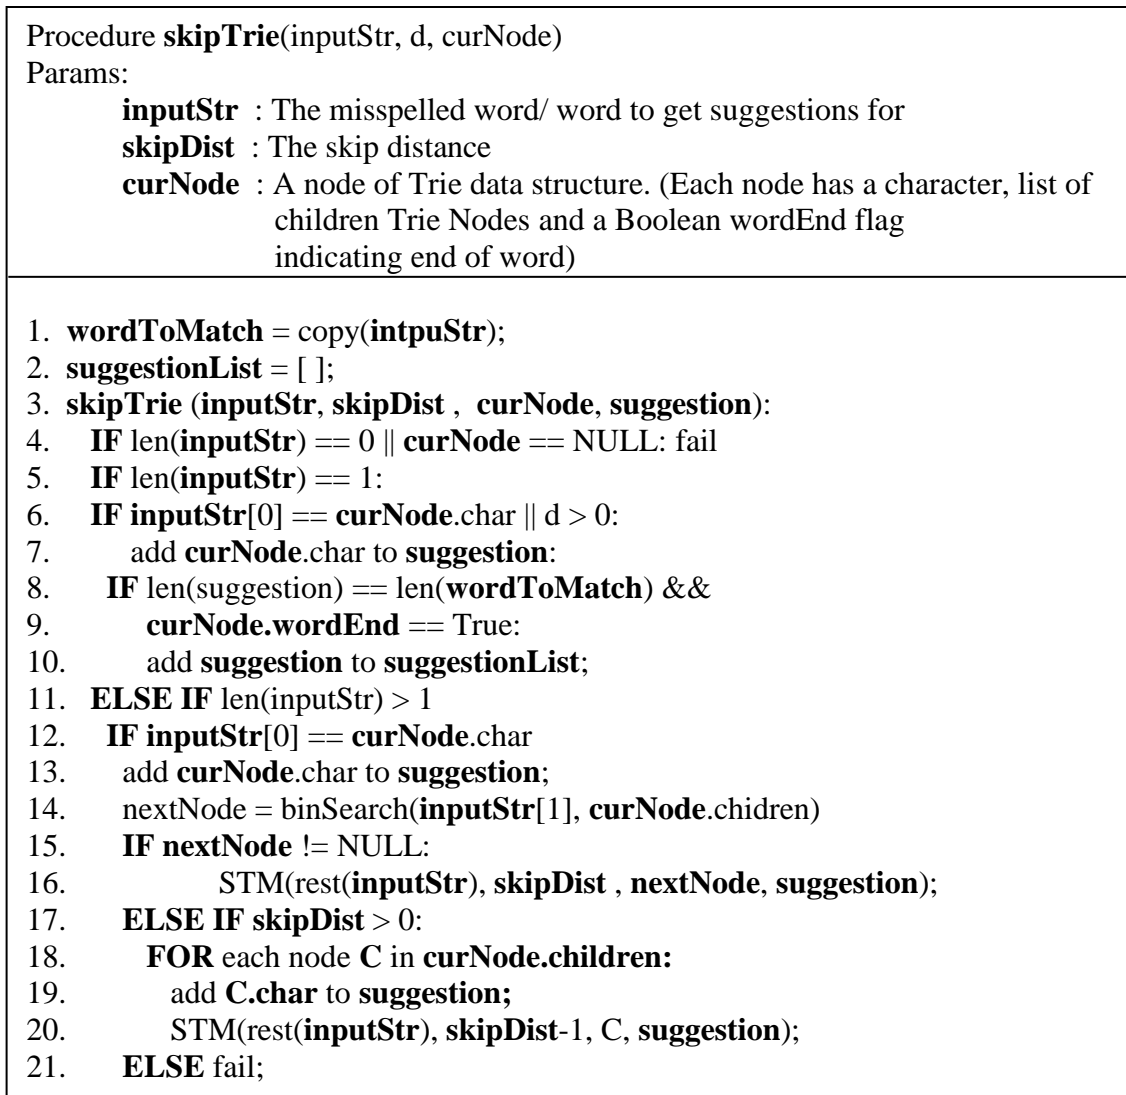 Procedure skipTrie(inputStr, d, curNode)
Params:
inputStr : The misspelled word/ word to get suggestions for
skipDist : The skip distance
curNode : A node of Trie data structure. (Each node has a character, list of
children Trie Nodes and a Boolean wordEnd flag
indicating end of word)
1. wordToMatch = copy(intpuStr);
2. suggestionList = [ ];
3. skipTrie (inputStr, skipDist , curNode, suggestion):
4. IF len(inputStr) == 0 || curNode == NULL: fail
5. IF len(inputStr) == 1:
6. IF inputStr[0] == curNode.char || d > 0:
7. add curNode.char to suggestion:
8. IF len(suggestion) == len(wordToMatch) &&
9. curNode.wordEnd == True:
10. add suggestion to suggestionList;
11. ELSE IF len(inputStr) > 1
12. IF inputStr[0] == curNode.char
13. add curNode.char to suggestion;
14. nextNode = binSearch(inputStr[1], curNode.chidren)
15. IF nextNode != NULL:
16. STM(rest(inputStr), skipDist , nextNode, suggestion);
17. ELSE IF skipDist > 0:
18. FOR each node C in curNode.children:
19. add C.char to suggestion;
20. STM(rest(inputStr), skipDist-1, C, suggestion);
21. ELSE fail;